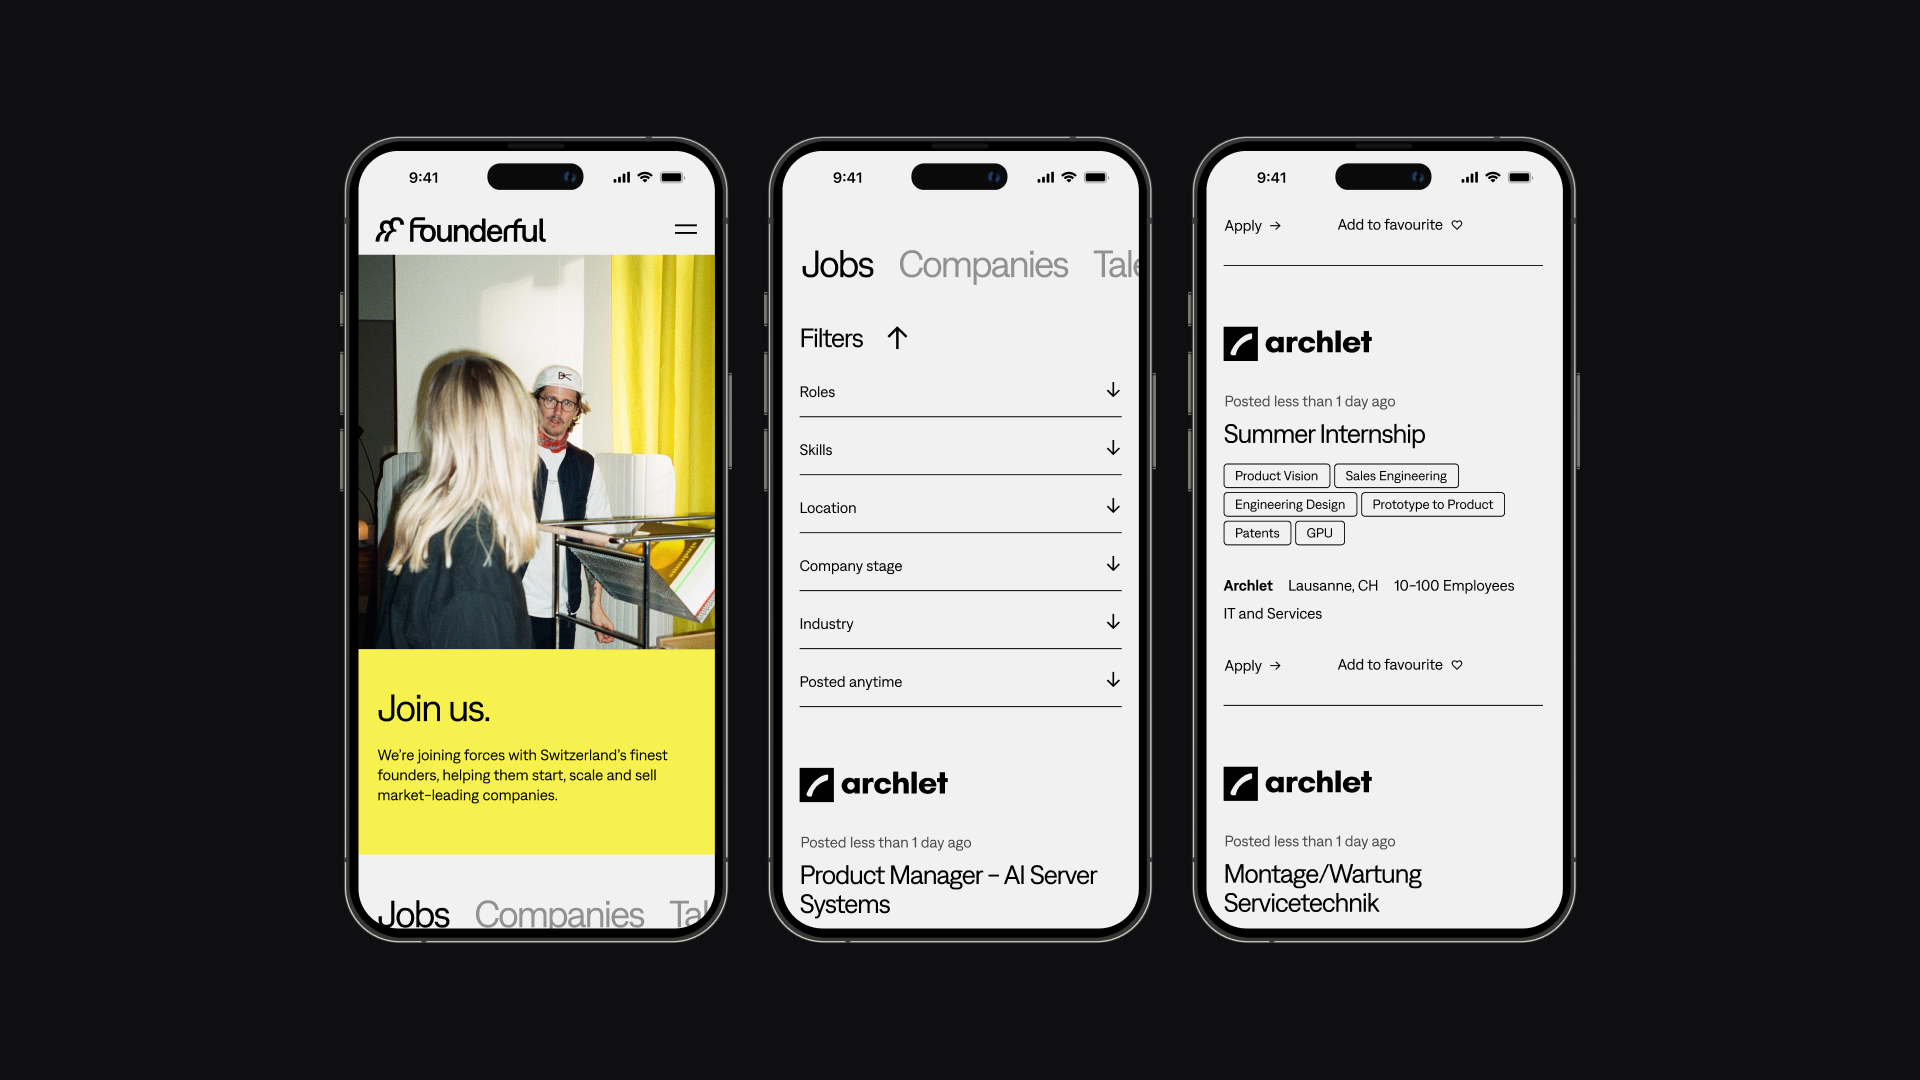 9:41
Founderful
Join us.
We're joining forces with Switzerland's finest
founders, helping them start, scale and sell
market-leading companies.
Jobs Companies Tal
9:41
Jobs Companies Tale
Filters ↑
Roles ↓
Skills ↓
Location ↓
Company stage ↓
Industry ↓
Posted anytime ↓
archlet
Posted less than 1 day ago
Product Manager – AI Server
Systems
9:41
Apply → Add to favourite ♡
archlet
Posted less than 1 day ago
Summer Internship
Product Vision Sales Engineering
Engineering Design Prototype to Product
Patents GPU
Archlet Lausanne, CH 10–100 Employees
IT and Services
Apply → Add to favourite ♡
archlet
Posted less than 1 day ago
Montage/Wartung
Servicetechnik